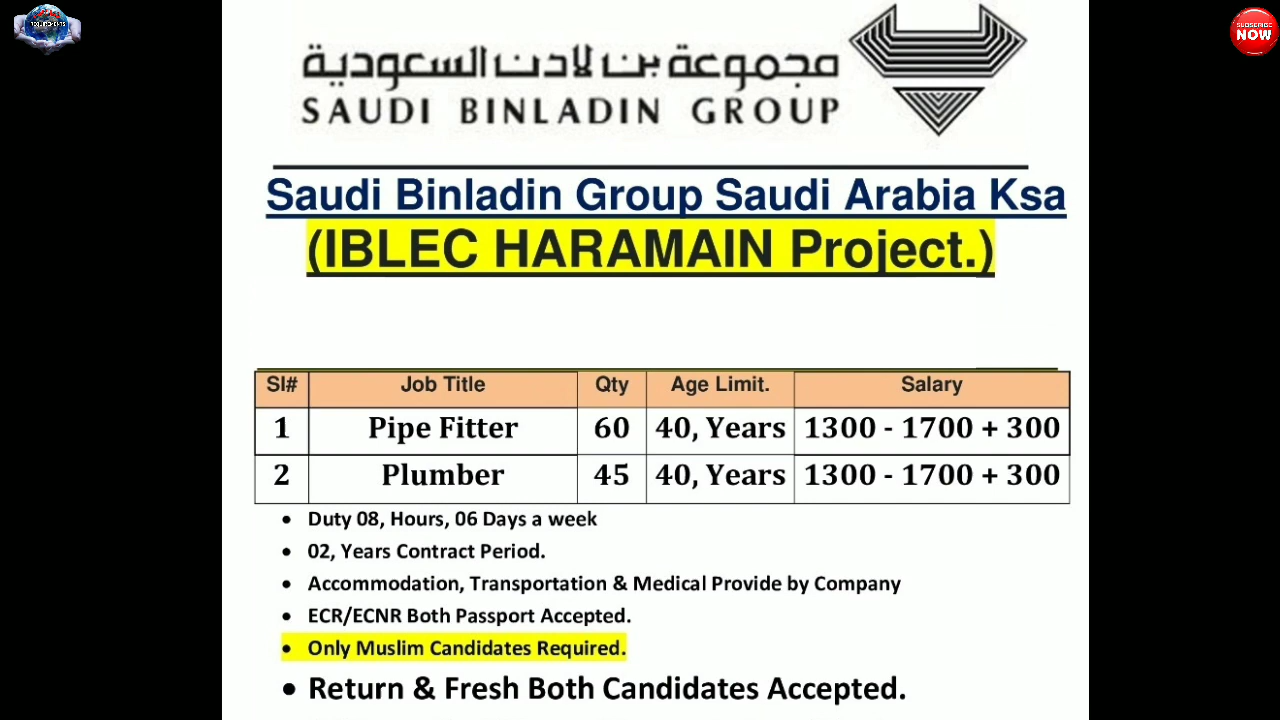 REQUIREMENTS
SUBSCRIBE
NOW
مجموعة بن لادن السعودية
SAUDI BINLADIN GROUP
Saudi Binladin Group Saudi Arabia Ksa
(IBLEC HARAMAIN Project.)
Sl# Job Title Qty Age Limit. Salary
1 Pipe Fitter 60 40, Years 1300 - 1700 + 300
2 Plumber 45 40, Years 1300 - 1700 + 300
• Duty 08, Hours, 06 Days a week
• 02, Years Contract Period.
• Accommodation, Transportation & Medical Provide by Company
• ECR/ECNR Both Passport Accepted.
• Only Muslim Candidates Required.
• Return & Fresh Both Candidates Accepted.